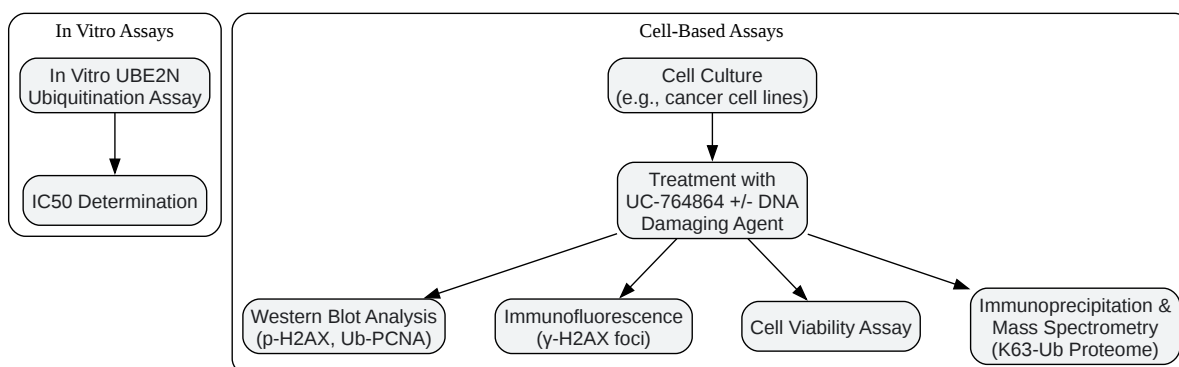 In Vitro Assays
In Vitro UBE2N
Ubiquitination Assay
IC50 Determination
Cell-Based Assays
Cell Culture
(e.g., cancer cell lines)
Treatment with
UC-764864 +/- DNA
Damaging Agent
Western Blot Analysis
(p-H2AX, Ub-PCNA)
Immunofluorescence
(γ-H2AX foci)
Cell Viability Assay
Immunoprecipitation &
Mass Spectrometry
(K63-Ub Proteome)